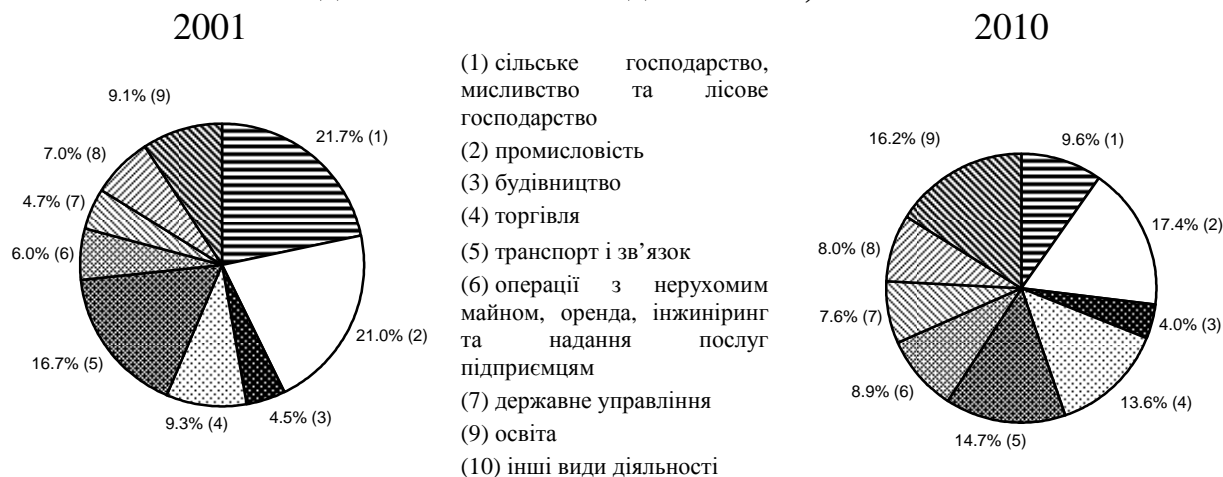 2001
9.1% (9)
21.7% (1)
7.0% (8)
4.7% (7)
6.0% (6)
21.0% (2)
16.7% (5)
9.3% (4)
4.5% (3)
(1) сільське господарство,
мисливство та лісове
господарство
(2) промисловість
(3) будівництво
(4) торгівля
(5) транспорт і зв’язок
(6) операції з нерухомим
майном, оренда, інжиніринг
та надання послуг
підприємцям
(7) державне управління
(9) освіта
(10) інші види діяльності
2010
16.2% (9)
9.6% (1)
8.0% (8)
17.4% (2)
7.6% (7)
4.0% (3)
8.9% (6)
13.6% (4)
14.7% (5)